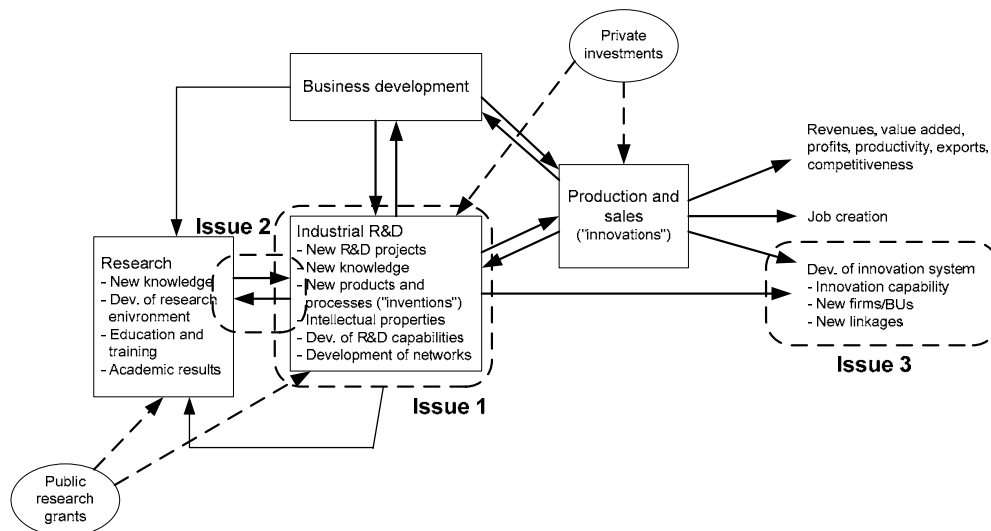 Private
investments
Business development
Revenues, value added,
profits, productivity, exports,
competitiveness
Production and
sales
("innovations")
Job creation
Issue 2
Industrial R&D
- New R&D projects
- New knowledge
- New products and
processes ("inventions")
- Intellectual properties
- Dev. of R&D capabilities
- Development of networks
Research
- New knowledge
- Dev. of research
enivronment
- Education and
training
- Academic results
Dev. of innovation system
- Innovation capability
- New firms/BUs
- New linkages
Issue 3
Issue 1
Public
research
grants